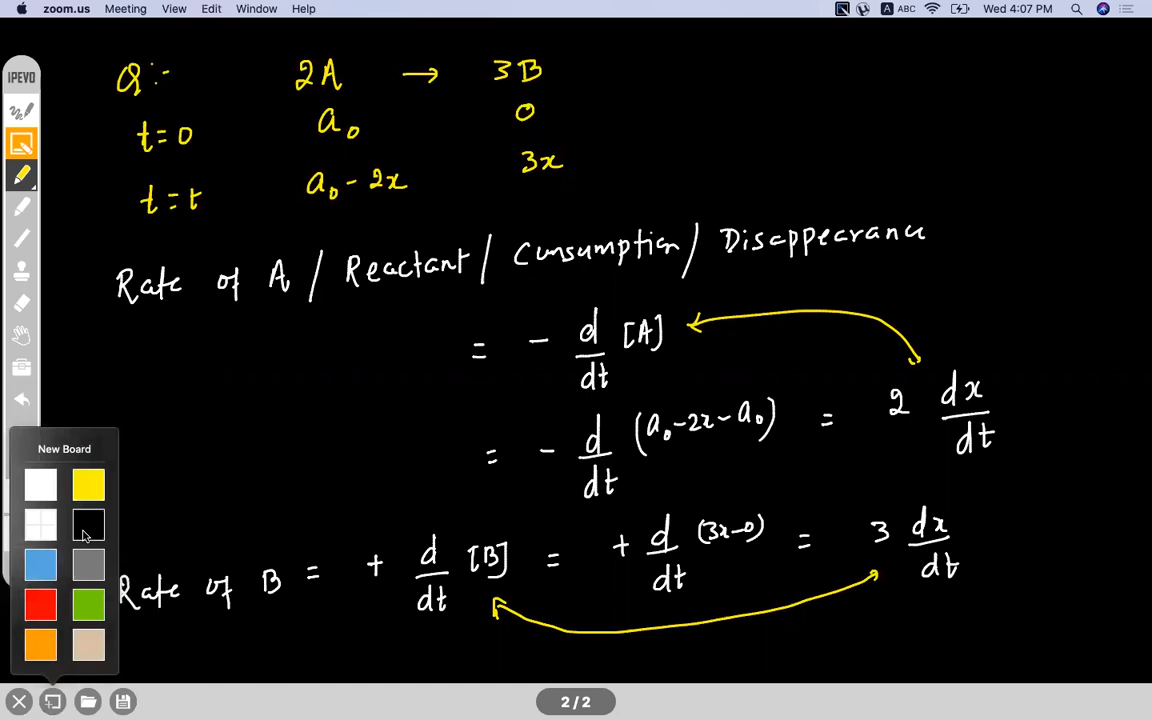 zoom.us Meeting View Edit Window Help
ABC Wed 4:07 PM
IPEVO
Q:- 2A → 3B
t=0 a₀ 0
t=t a₀-2x 3x
Rate of A / Reactant / Consumption / Disappearance
= - d/dt [A]
= - d/dt (a₀-2x-a₀) = 2 dx/dt
Rate of B = + d/dt [B] = + d/dt (3x-0) = 3 dx/dt
New Board
2/2